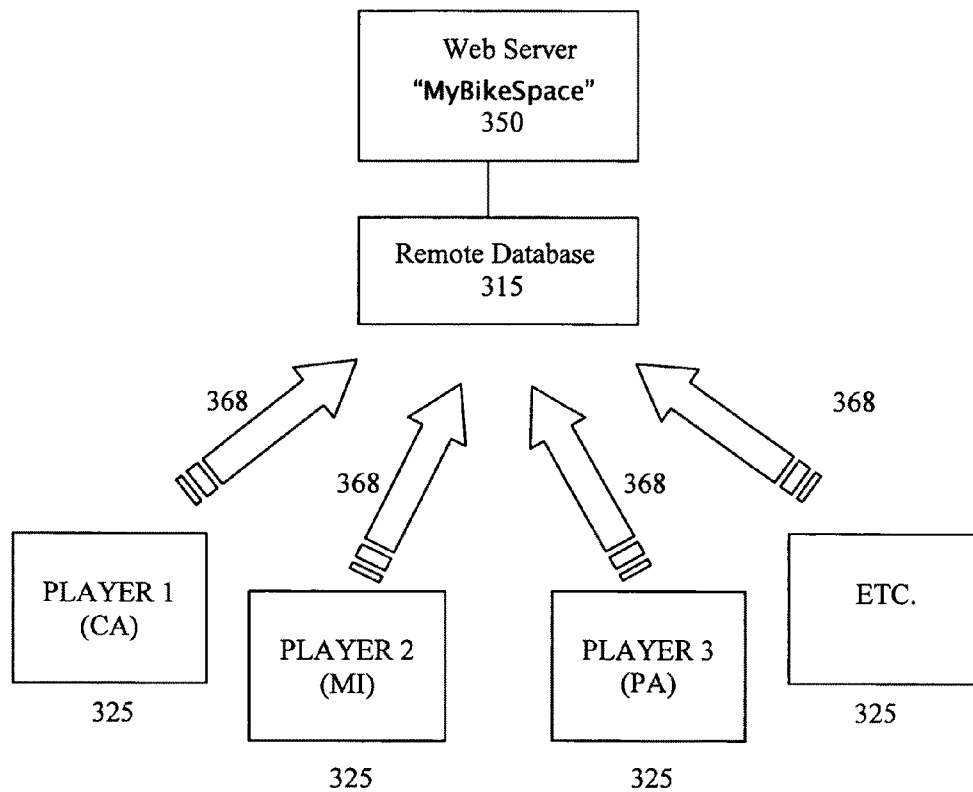 Web Server
“MyBikeSpace”
350
Remote Database
315
368
368
368
368
PLAYER 1
(CA)
325
PLAYER 2
(MI)
325
PLAYER 3
(PA)
325
ETC.
325